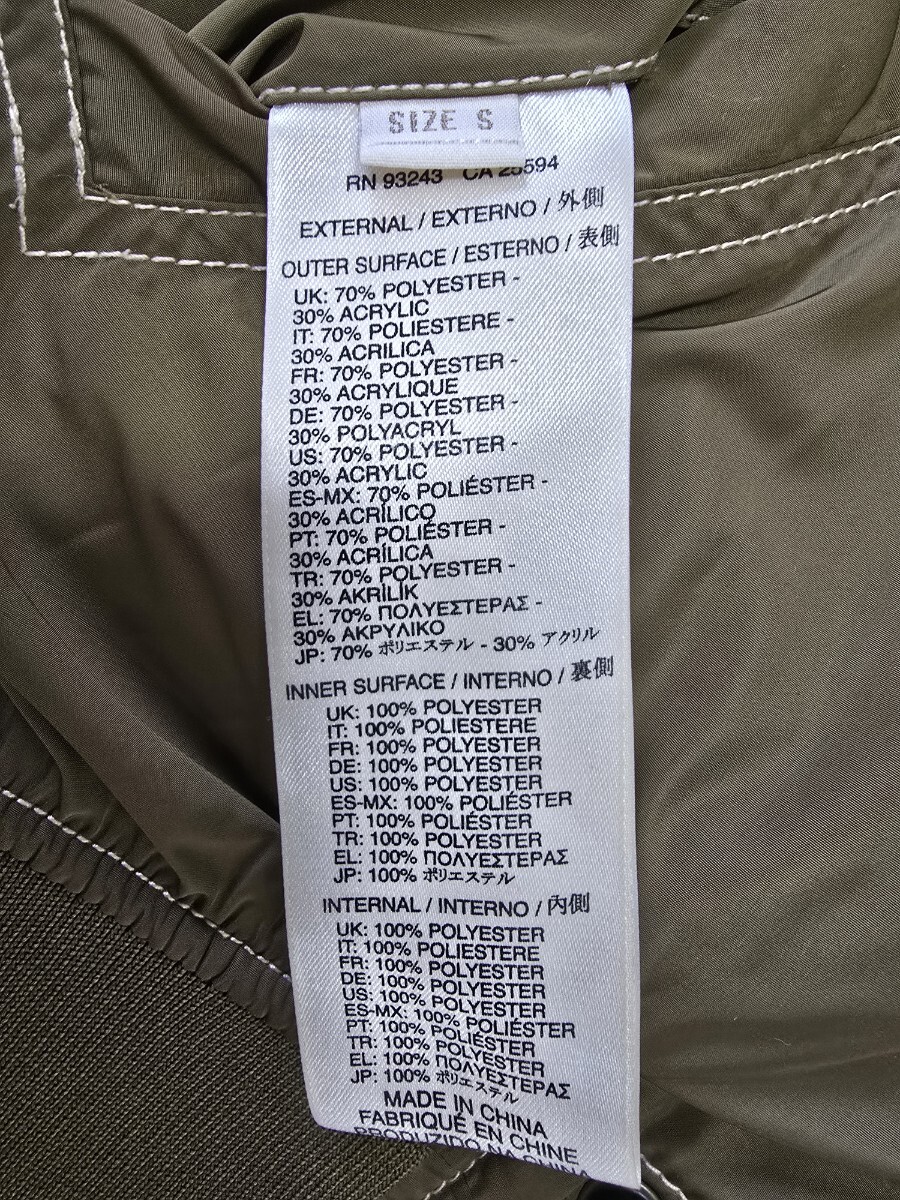 SIZE S
RN 93243 CA 25594
EXTERNAL / EXTERNO / 外側
OUTER SURFACE / ESTERNO / 表側
UK: 70% POLYESTER -
30% ACRYLIC
IT: 70% POLIESTERE -
30% ACRILICA
FR: 70% POLYESTER -
30% ACRYLIQUE
DE: 70% POLYESTER -
30% POLYACRYL
US: 70% POLYESTER -
30% ACRYLIC
ES-MX: 70% POLIÉSTER -
30% ACRÍLICO
PT: 70% POLIÉSTER -
30% ACRÍLICA
TR: 70% POLYESTER -
30% AKRİLİK
EL: 70% ΠΟΛΥΕΣΤΕΡΑΣ -
30% ΑΚΡΥΛΙΚΟ
JP: 70% ポリエステル - 30% アクリル
INNER SURFACE / INTERNO / 裏側
UK: 100% POLYESTER
IT: 100% POLIESTERE
FR: 100% POLYESTER
DE: 100% POLYESTER
US: 100% POLYESTER
ES-MX: 100% POLIÉSTER
PT: 100% POLIÉSTER
TR: 100% POLYESTER
EL: 100% ΠΟΛΥΕΣΤΕΡΑΣ
JP: 100% ポリエステル
INTERNAL / INTERNO / 内側
UK: 100% POLYESTER
IT: 100% POLIESTERE
FR: 100% POLYESTER
DE: 100% POLYESTER
US: 100% POLYESTER
ES-MX: 100% POLIÉSTER
PT: 100% POLIÉSTER
TR: 100% POLYESTER
EL: 100% ΠΟΛΥΕΣΤΕΡΑΣ
JP: 100% ポリエステル
MADE IN CHINA
FABRIQUÉ EN CHINE
PRODUZIDO NA CHINA